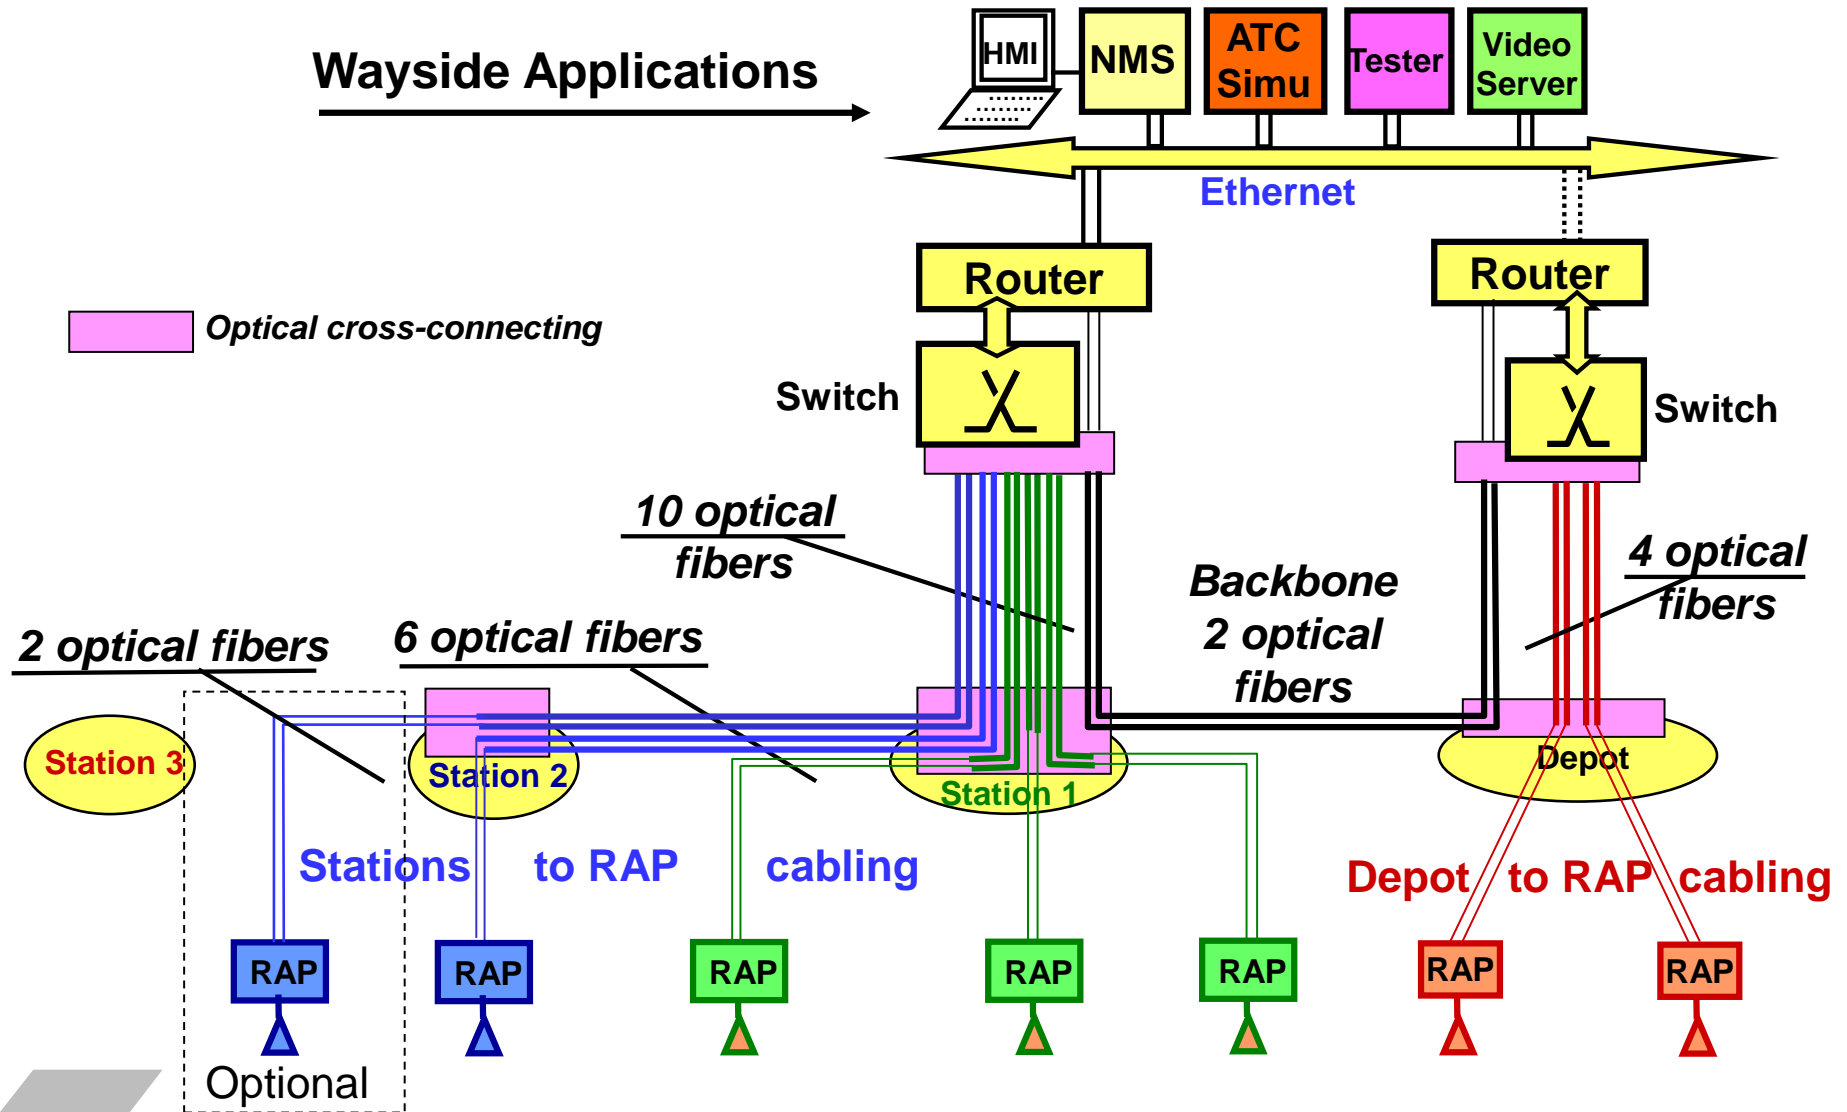 Wayside Applications
HMI
NMS
ATC
Simu
Tester
Video
Server
Ethernet
Router
Router
Optical cross-connecting
Switch
Switch
10 optical
fibers
Backbone
2 optical
fibers
4 optical
fibers
2 optical fibers
6 optical fibers
Station 3
Station 2
Station 1
Depot
Stations to RAP cabling
Depot to RAP cabling
RAP
RAP
RAP
RAP
RAP
RAP
RAP
Optional